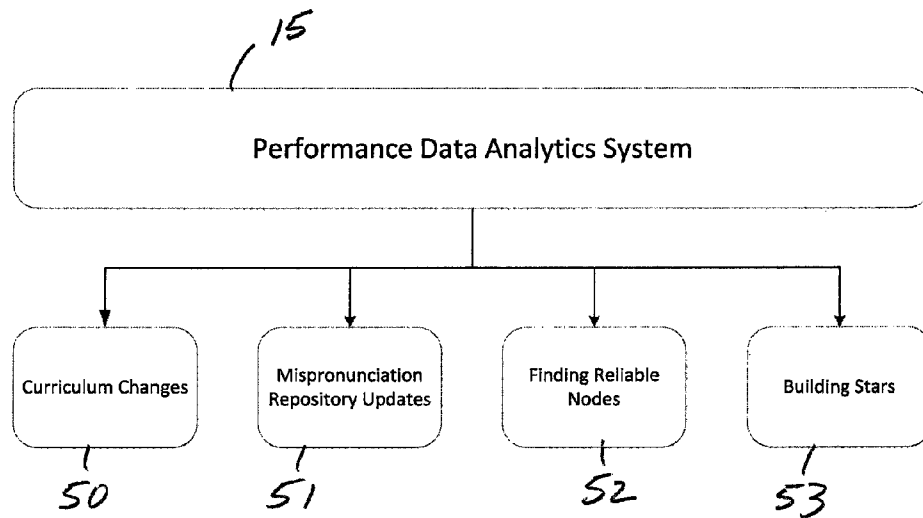 15
Performance Data Analytics System
Curriculum Changes
Mispronunciation
Repository Updates
Finding Reliable
Nodes
Building Stars
50
51
52
53